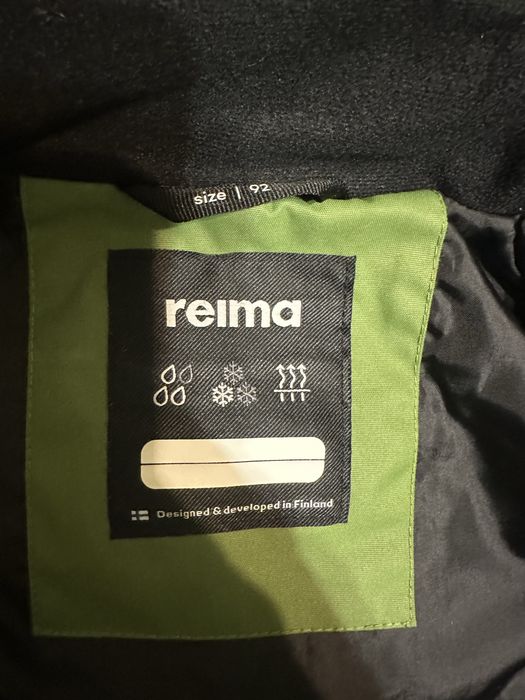 size | 92
reima
Designed & developed in Finland